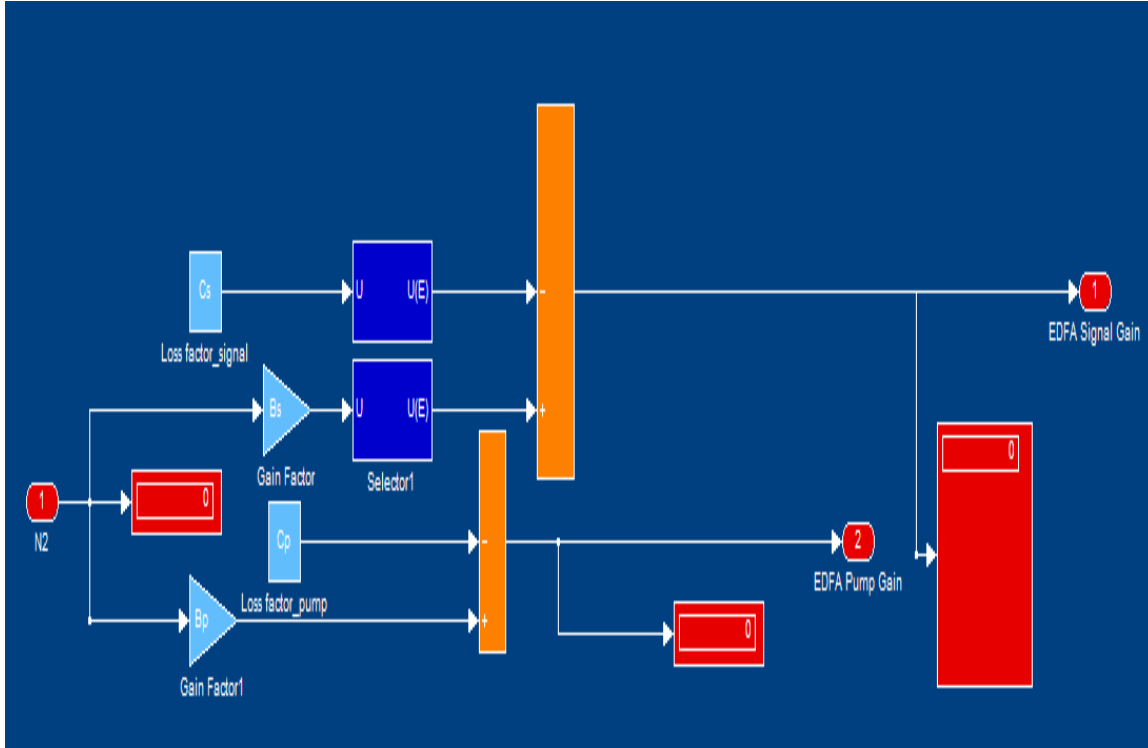 Cs
U U(E)
-
1
Loss factor_signal
EDFA Signal Gain
Bs
U U(E)
+
0
Gain Factor
Selector1
1
0
N2
Cp
-
2
Loss factor_pump
EDFA Pump Gain
Bp
+
0
Gain Factor1